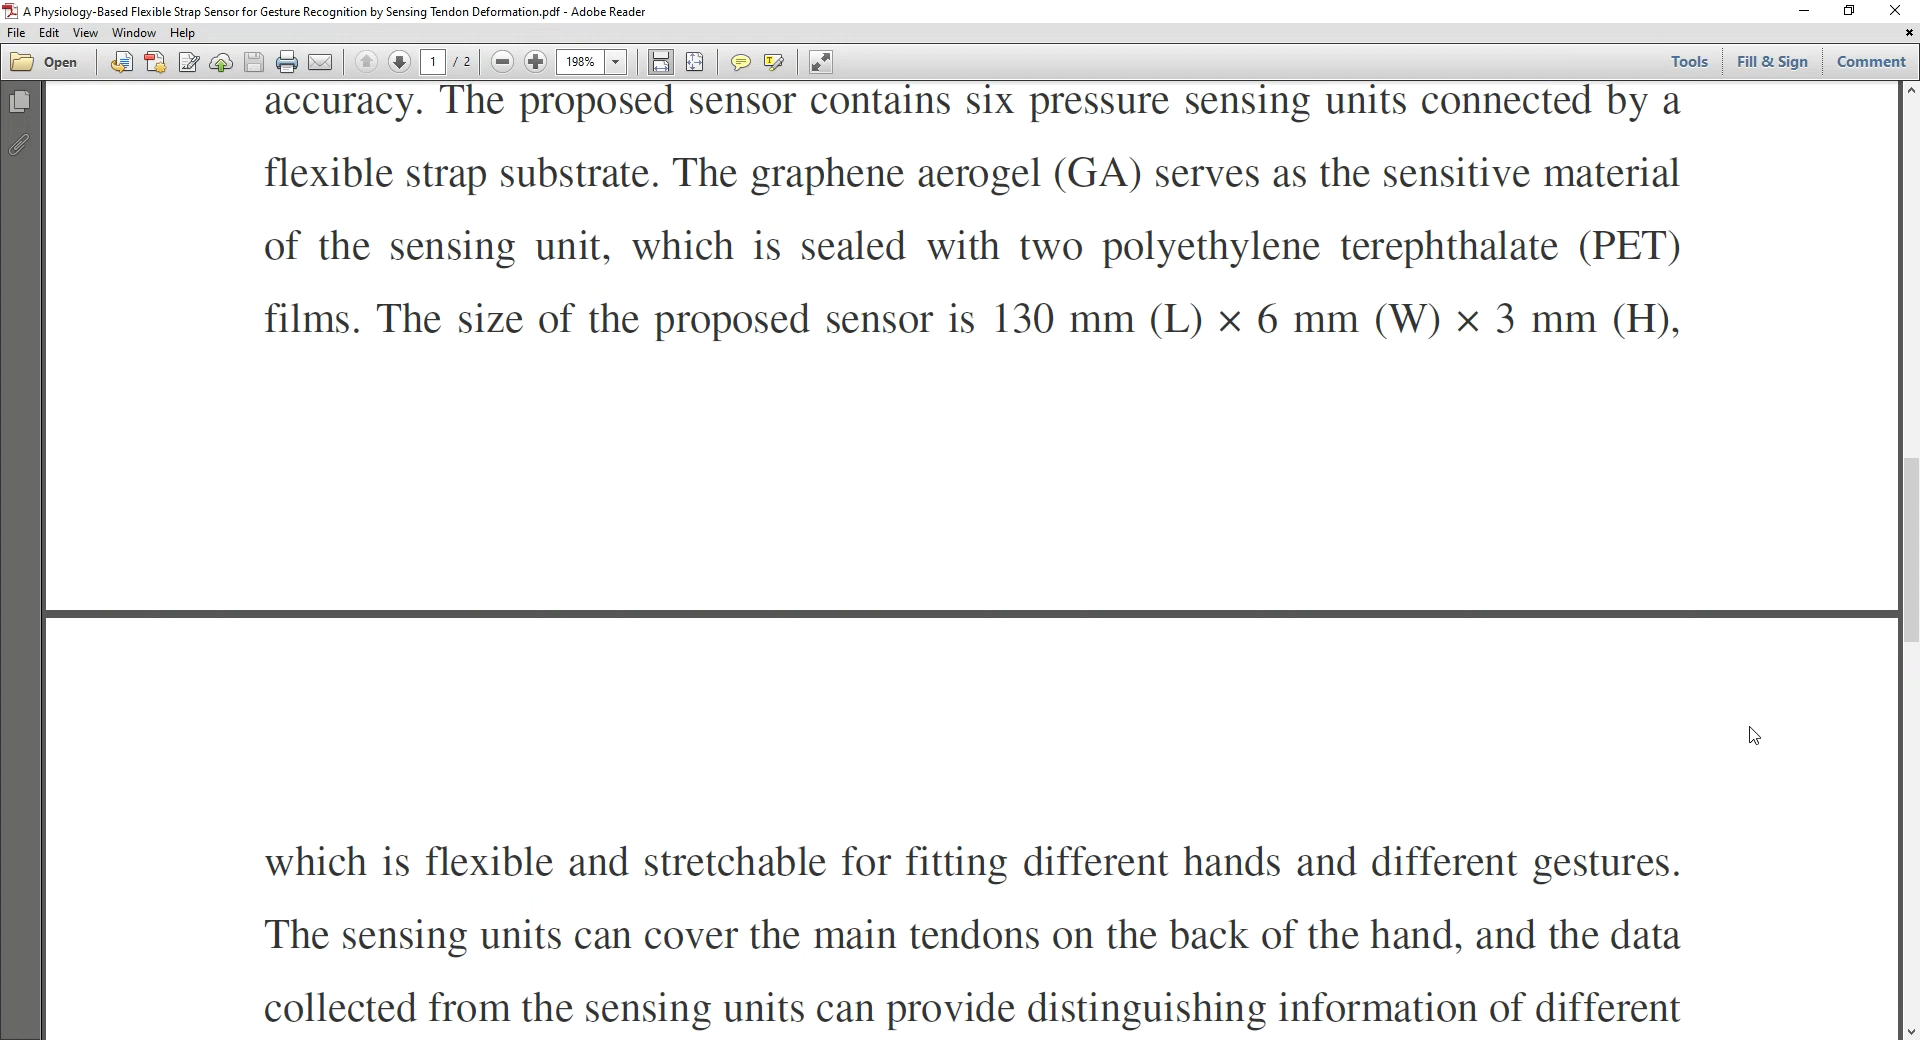 A Physiology-Based Flexible Strap Sensor for Gesture Recognition by Sensing Tendon Deformation.pdf - Adobe Reader
File Edit View Window Help
Open 1 / 2 198% Tools Fill & Sign Comment
accuracy. The proposed sensor contains six pressure sensing units connected by a
flexible strap substrate. The graphene aerogel (GA) serves as the sensitive material
of the sensing unit, which is sealed with two polyethylene terephthalate (PET)
films. The size of the proposed sensor is 130 mm (L) × 6 mm (W) × 3 mm (H),
which is flexible and stretchable for fitting different hands and different gestures.
The sensing units can cover the main tendons on the back of the hand, and the data
collected from the sensing units can provide distinguishing information of different